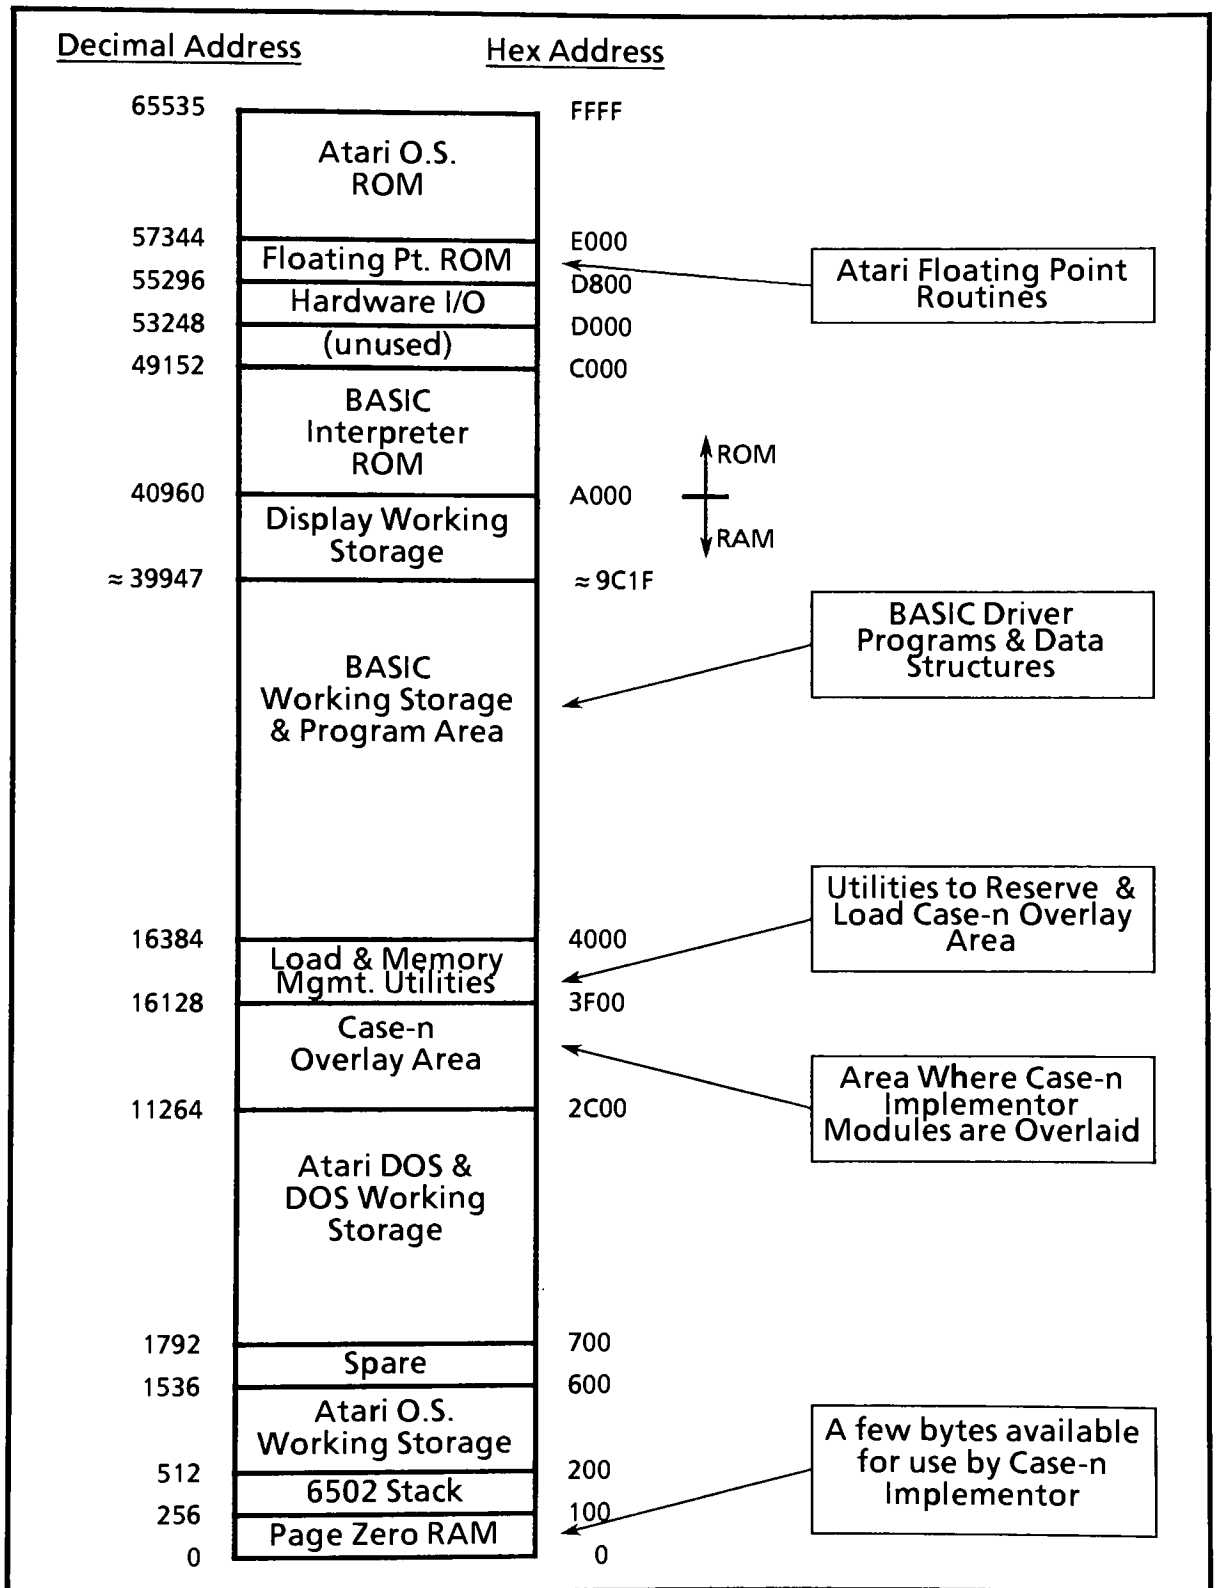 Decimal Address
Hex Address
65535
FFFF
Atari O.S.
ROM
57344
E000
Floating Pt. ROM
Atari Floating Point
Routines
55296
D800
Hardware I/O
53248
D000
(unused)
49152
C000
BASIC
Interpreter
ROM
ROM
40960
A000
RAM
Display Working
Storage
≈ 39947
≈ 9C1F
BASIC Driver
Programs & Data
Structures
BASIC
Working Storage
& Program Area
Utilities to Reserve &
Load Case-n Overlay
Area
16384
4000
Load & Memory
Mgmt. Utilities
16128
3F00
Case-n
Overlay Area
Area Where Case-n
Implementor
Modules are Overlaid
11264
2C00
Atari DOS &
DOS Working
Storage
1792
700
Spare
1536
600
Atari O.S.
Working Storage
A few bytes available
for use by Case-n
Implementor
512
200
6502 Stack
256
100
Page Zero RAM
0
0